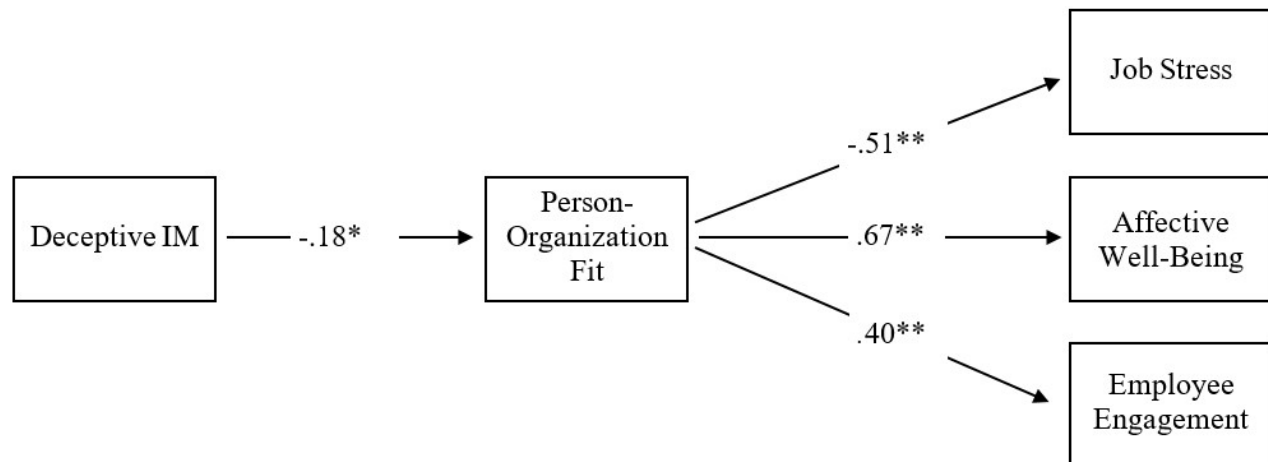 Job Stress
-.51**
Deceptive IM
-.18*
Person-
Organization
Fit
.67**
Affective
Well-Being
.40**
Employee
Engagement